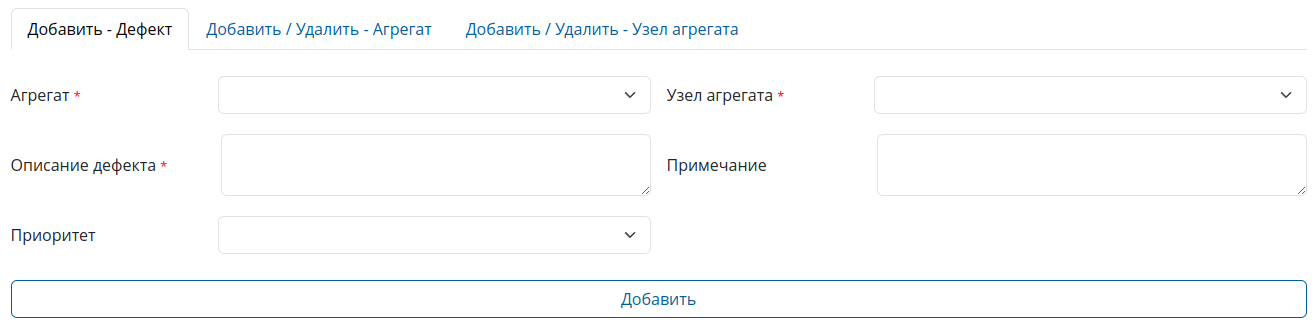 Добавить - Дефект Добавить / Удалить - Агрегат Добавить / Удалить - Узел агрегата
Агрегат * Узел агрегата *
Описание дефекта * Примечание
Приоритет
Добавить